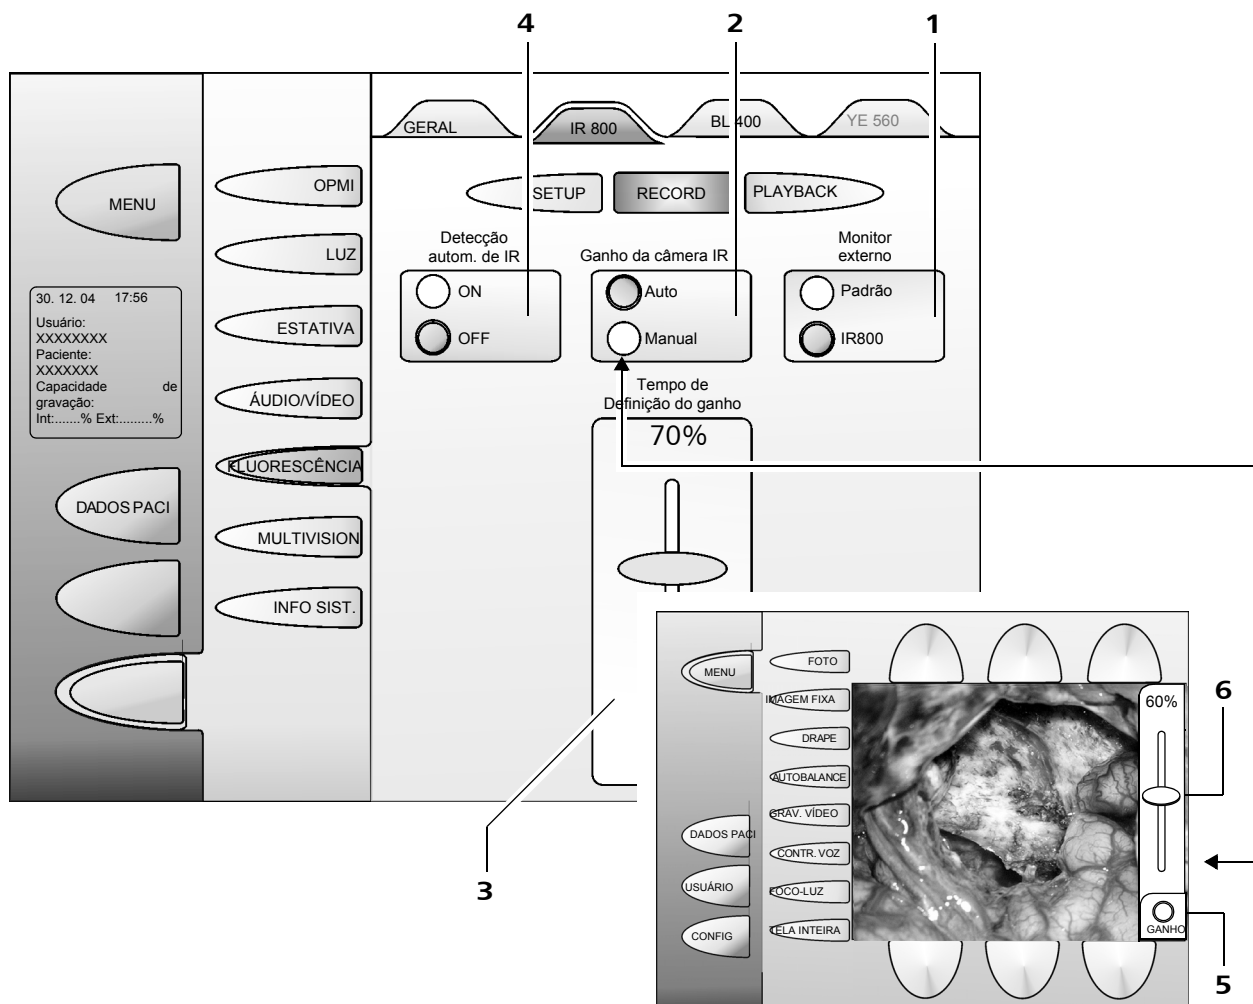 4 2 1
GERAL IR 800 BL 400 YE 560
SETUP RECORD PLAYBACK
MENU
OPMI
LUZ
ESTATIVA
ÁUDIO/VÍDEO
FLUORESCÊNCIA
MULTIVISION
INFO SIST.
30. 12. 04 17:56
Usuário:
XXXXXXXX
Paciente:
XXXXXXX
Capacidade de
gravação:
Int:.......% Ext:.........%
DADOS PACI
Detecção
autom. de IR
ON
OFF
Ganho da câmera IR
Auto
Manual
Monitor
externo
Padrão
IR800
Tempo de
Definição do ganho
70%
3
MENU
DADOS PACI
USUÁRIO
CONFIG
FOTO
IMAGEM FIXA
DRAPE
AUTOBALANCE
GRAV. VÍDEO
CONTR. VOZ
FOCO-LUZ
TELA INTEIRA
60%
GANHO
6
5